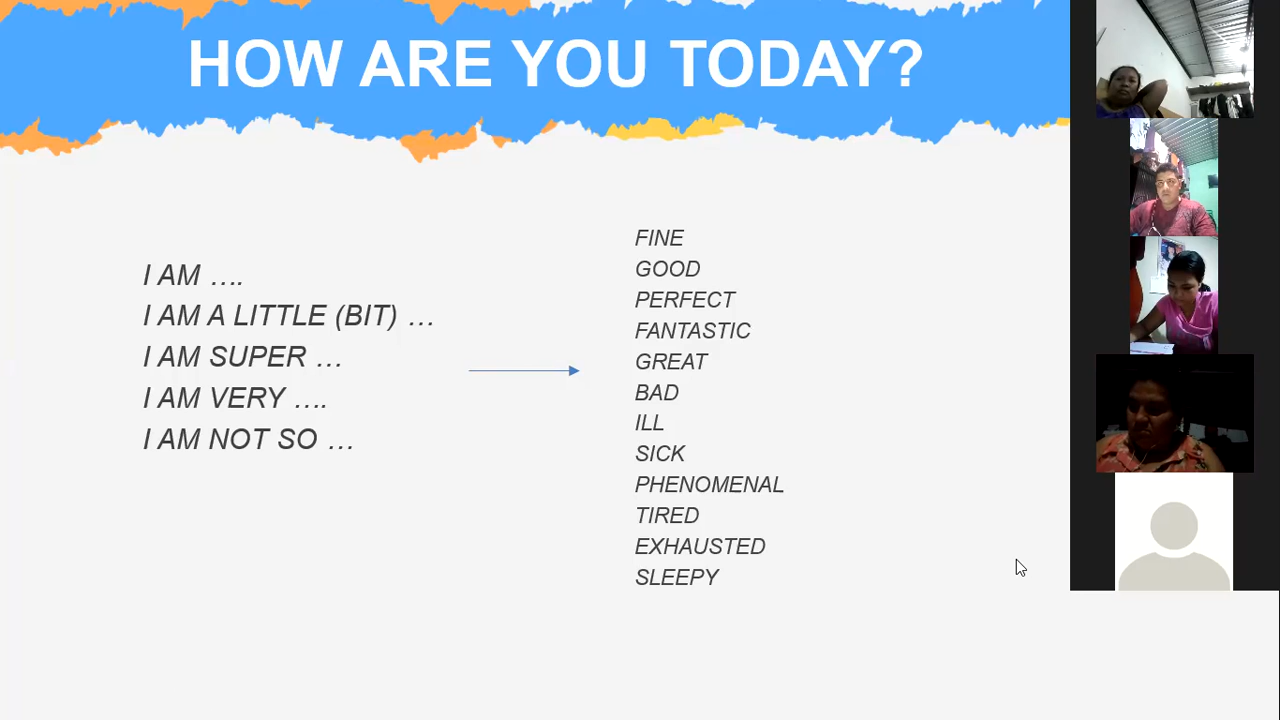 HOW ARE YOU TODAY?
I AM ….
I AM A LITTLE (BIT) …
I AM SUPER …
I AM VERY ….
I AM NOT SO …
FINE
GOOD
PERFECT
FANTASTIC
GREAT
BAD
ILL
SICK
PHENOMENAL
TIRED
EXHAUSTED
SLEEPY